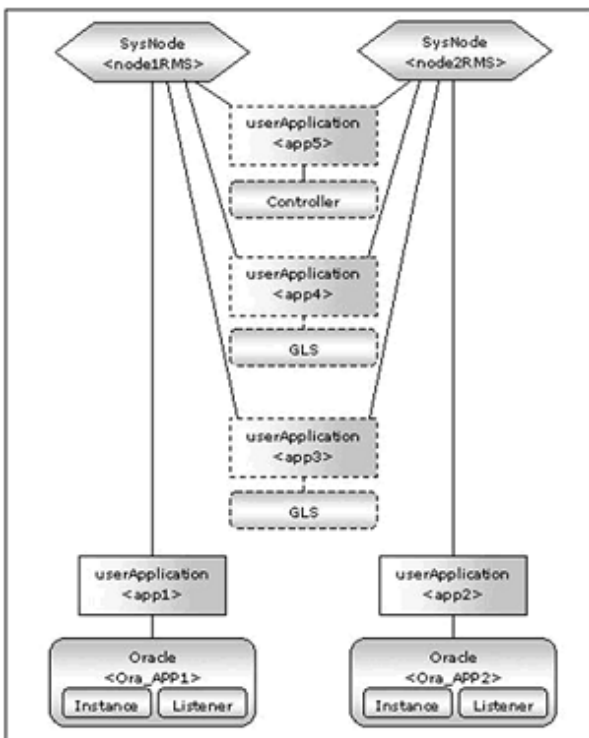 SysNode
<node1RMS>
SysNode
<node2RMS>
userApplication
<app5>
Controller
userApplication
<app4>
GLS
userApplication
<app3>
GLS
userApplication
<app1>
userApplication
<app2>
Oracle
<Ora_APP1>
Instance
Listener
Oracle
<Ora_APP2>
Instance
Listener